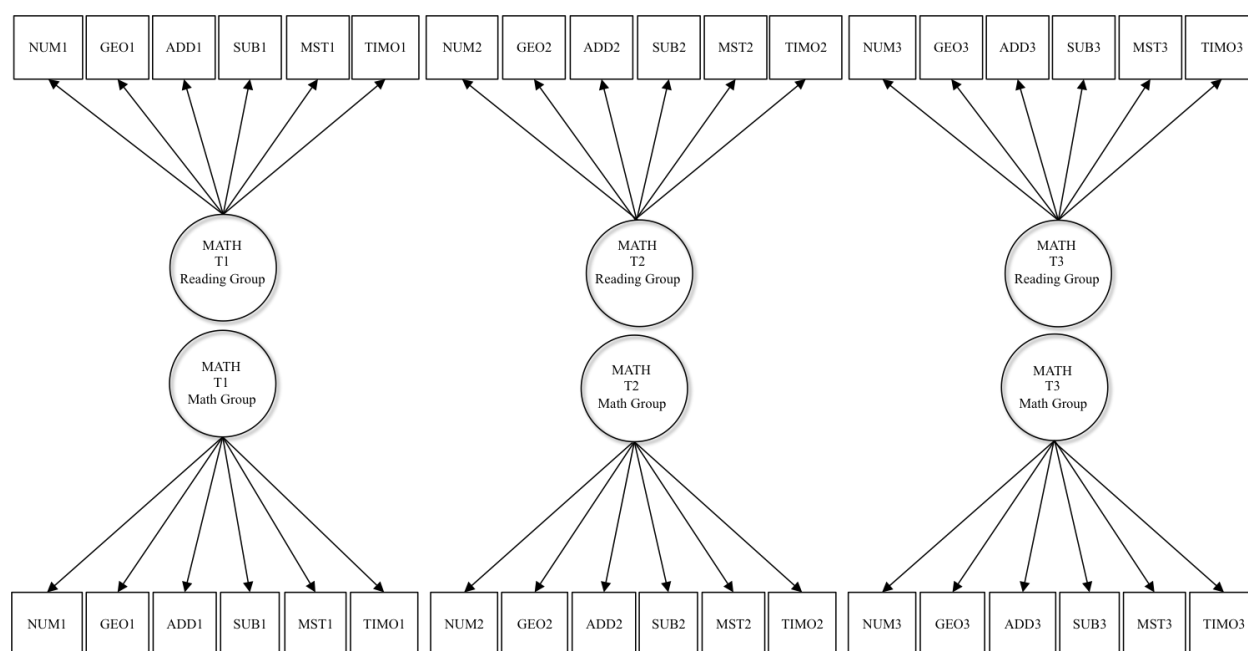 NUM1 GEO1 ADD1 SUB1 MST1 TIMO1 NUM2 GEO2 ADD2 SUB2 MST2 TIMO2 NUM3 GEO3 ADD3 SUB3 MST3 TIMO3
MATH
T1
Reading Group
MATH
T2
Reading Group
MATH
T3
Reading Group
MATH
T1
Math Group
MATH
T2
Math Group
MATH
T3
Math Group
NUM1 GEO1 ADD1 SUB1 MST1 TIMO1 NUM2 GEO2 ADD2 SUB2 MST2 TIMO2 NUM3 GEO3 ADD3 SUB3 MST3 TIMO3